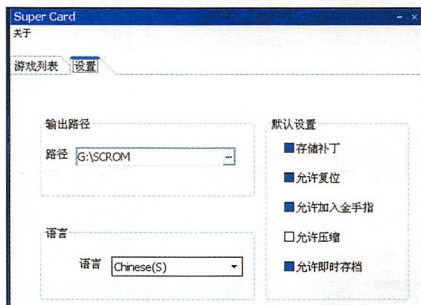 Super Card
关于
游戏列表 设置
输出路径
路径 G:\SCROM ...
语言
语言 Chinese(S)
默认设置
存储补丁
允许复位
允许加入金手指
允许压缩
允许即时存档